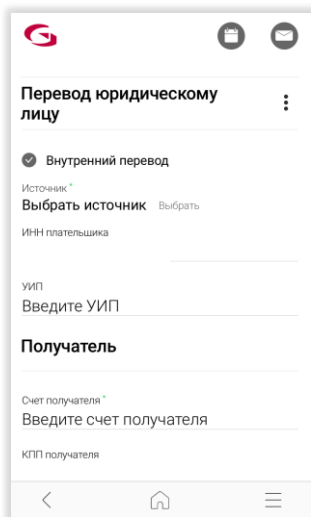 Перевод юридическому
лицу
Внутренний перевод
Источник *
Выбрать источник Выбрать
ИНН плательщика
УИП
Введите УИП
Получатель
Счет получателя *
Введите счет получателя
КПП получателя